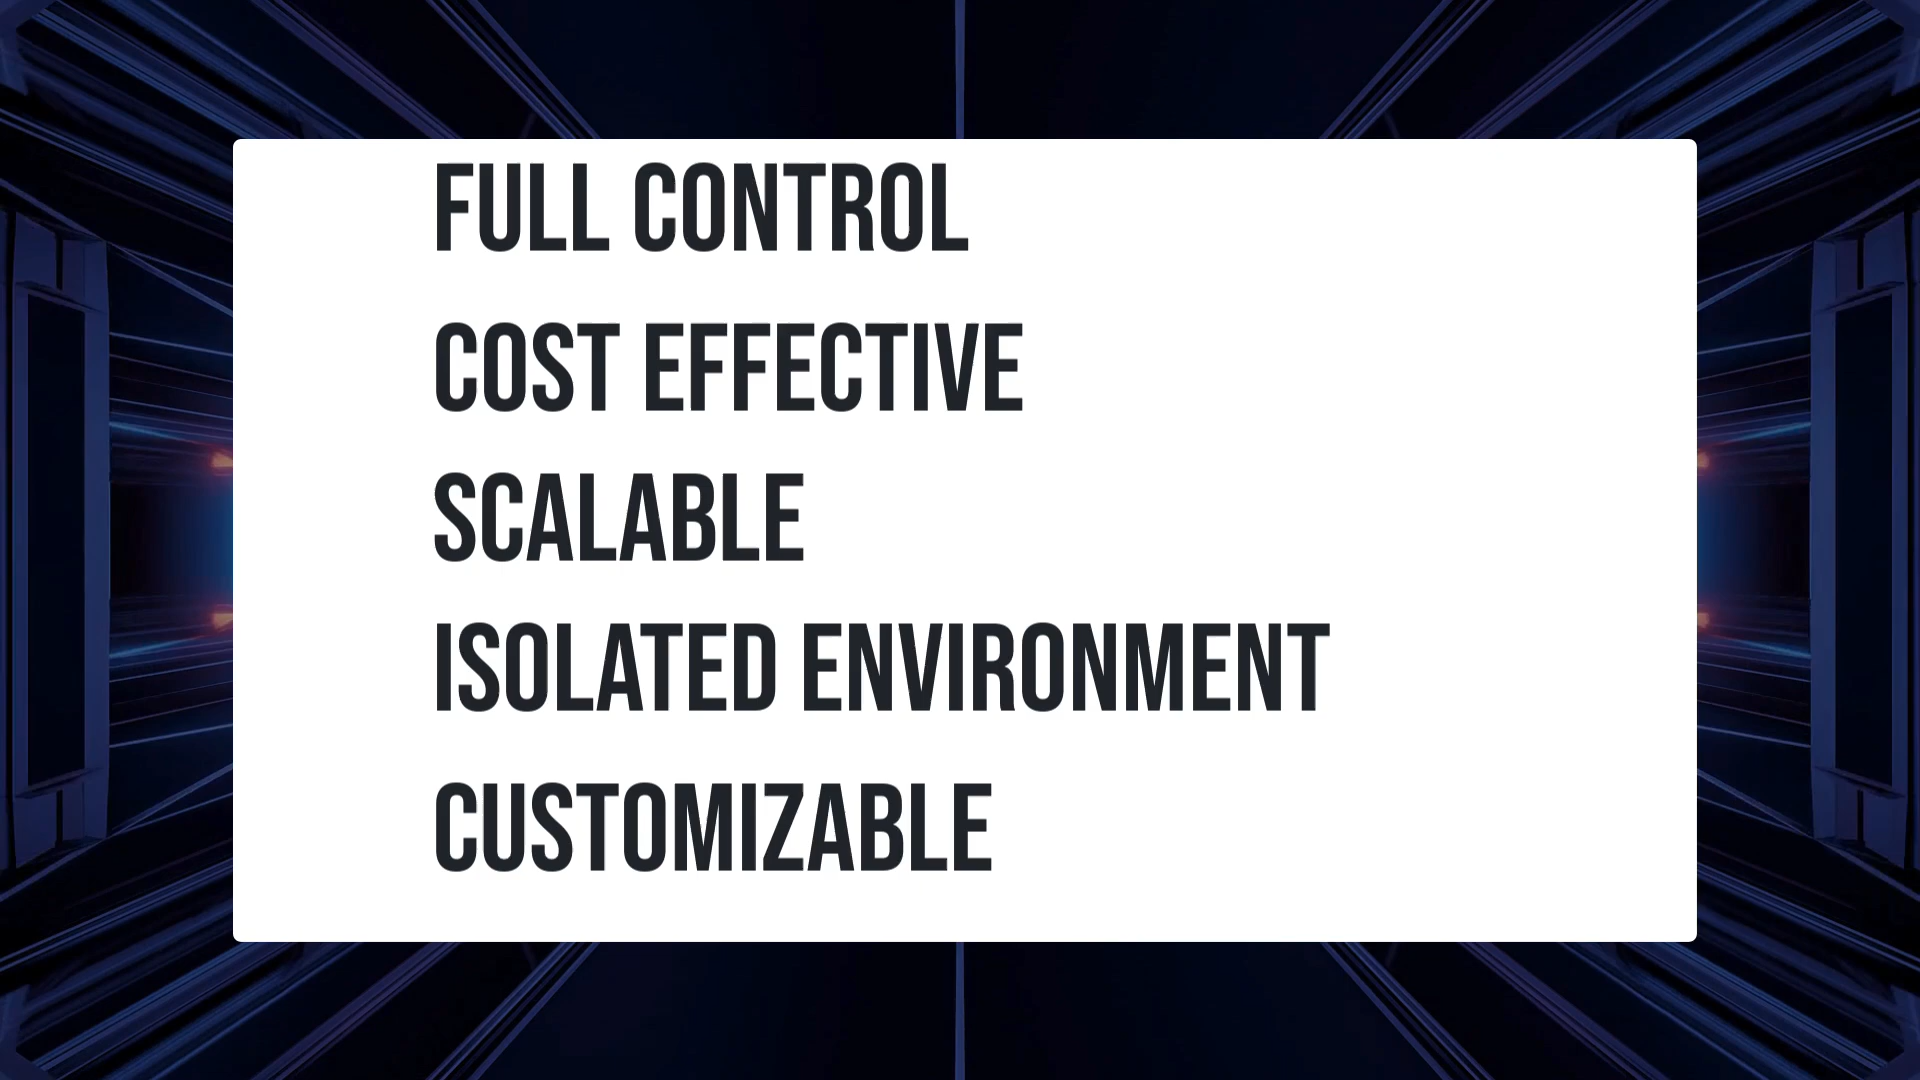 FULL CONTROL
COST EFFECTIVE
SCALABLE
ISOLATED ENVIRONMENT
CUSTOMIZABLE